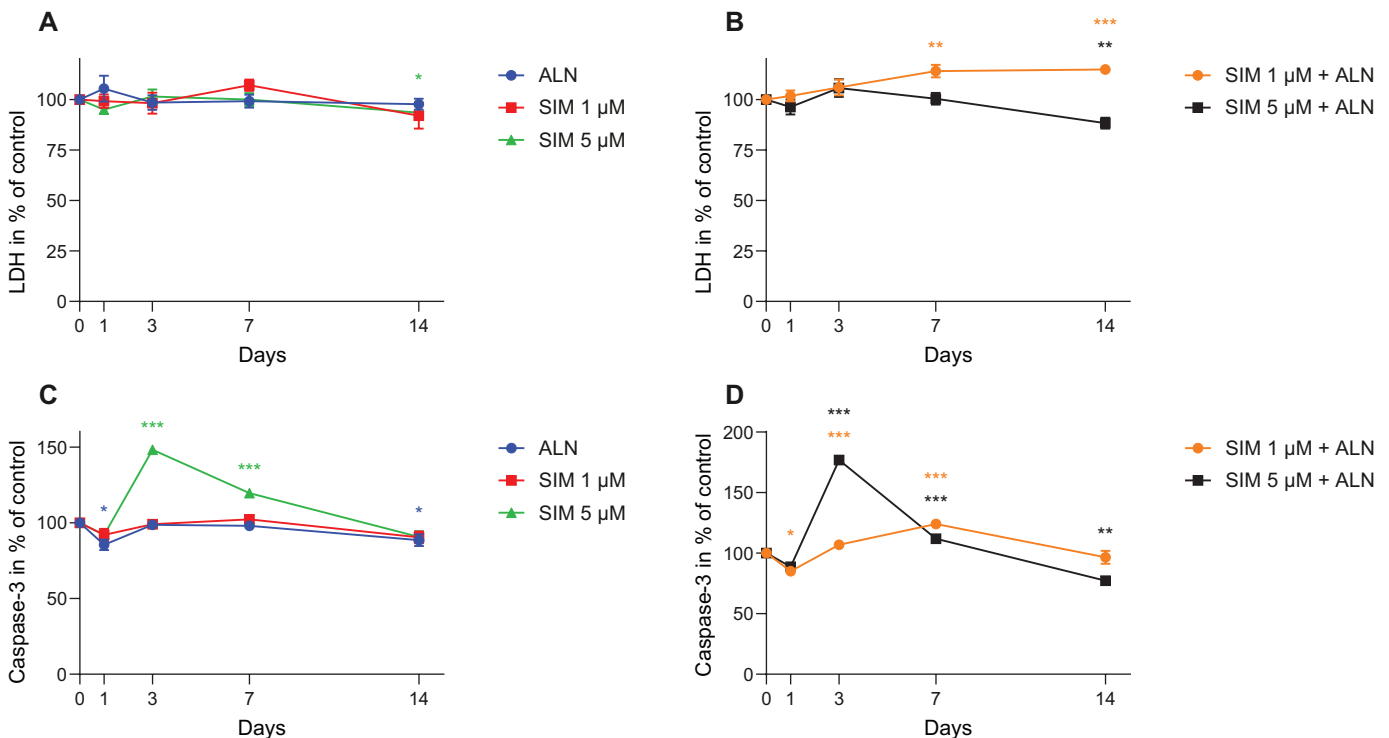 A
LDH in % of control
100
75
50
25
0
0 1 3 7 14
Days
*
ALN
SIM 1 µM
SIM 5 µM
B
LDH in % of control
100
75
50
25
0
0 1 3 7 14
Days
**
***
**
SIM 1 µM + ALN
SIM 5 µM + ALN
C
Caspase-3 in % of control
150
100
50
0
0 1 3 7 14
Days
*
***
***
*
ALN
SIM 1 µM
SIM 5 µM
D
Caspase-3 in % of control
200
150
100
50
0
0 1 3 7 14
Days
*
***
***
***
***
**
SIM 1 µM + ALN
SIM 5 µM + ALN